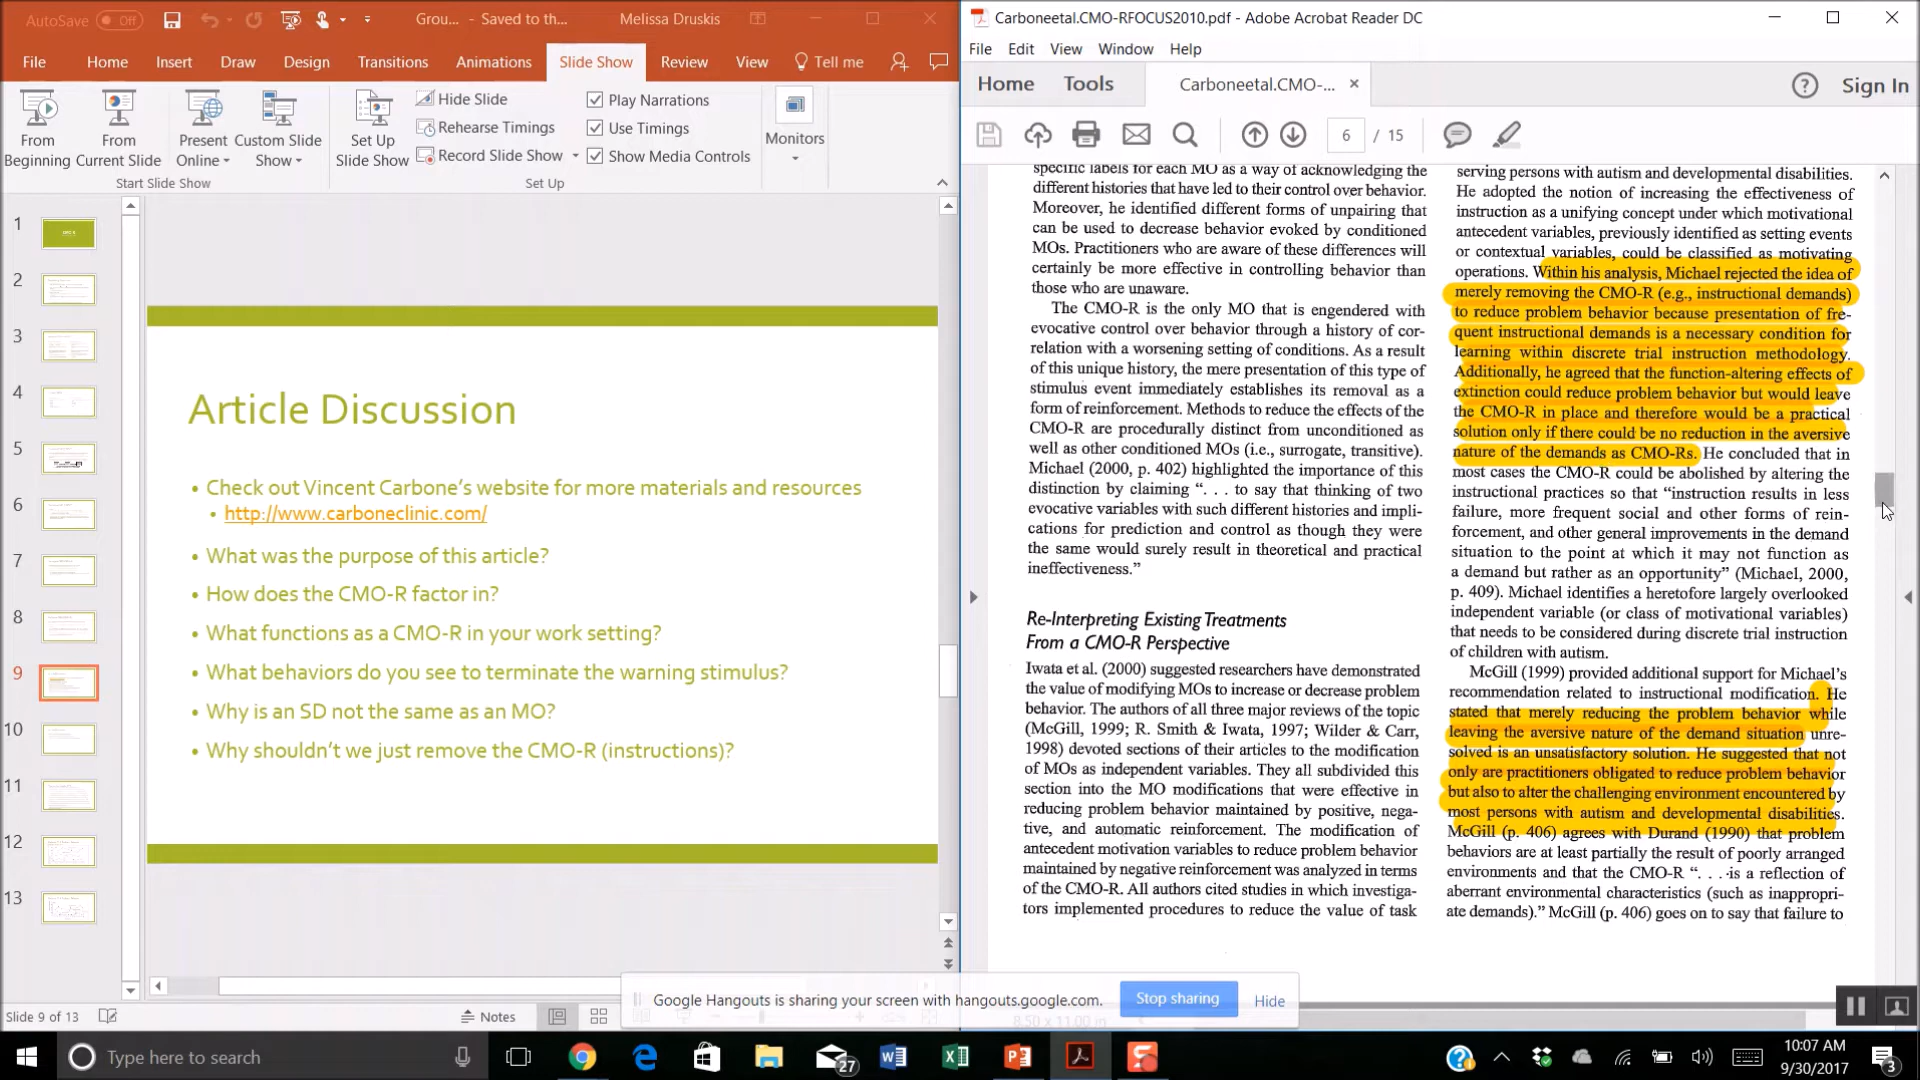 AutoSave Off
Grou... - Saved to th...
Melissa Druskis
File Home Insert Draw Design Transitions Animations Slide Show Review View Tell me
From Beginning
From Current Slide
Present Online
Custom Slide Show
Start Slide Show
Set Up Slide Show
Hide Slide
Rehearse Timings
Record Slide Show
Play Narrations
Use Timings
Show Media Controls
Set Up
Monitors
1
2
3
4
5
6
7
8
9
10
11
12
13
Article Discussion
• Check out Vincent Carbone's website for more materials and resources
• http://www.carboneclinic.com/
• What was the purpose of this article?
• How does the CMO-R factor in?
• What functions as a CMO-R in your work setting?
• What behaviors do you see to terminate the warning stimulus?
• Why is an SD not the same as an MO?
• Why shouldn't we just remove the CMO-R (instructions)?
Slide 9 of 13
Notes
Carboneetal.CMO-RFOCUS2010.pdf - Adobe Acrobat Reader DC
File Edit View Window Help
Home Tools Carboneetal.CMO-... Sign In
6 / 15
specific labels for each MO as a way of acknowledging the
different histories that have led to their control over behavior.
Moreover, he identified different forms of unpairing that
can be used to decrease behavior evoked by conditioned
MOs. Practitioners who are aware of these differences will
certainly be more effective in controlling behavior than
those who are unaware.
The CMO-R is the only MO that is engendered with
evocative control over behavior through a history of cor-
relation with a worsening setting of conditions. As a result
of this unique history, the mere presentation of this type of
stimulus event immediately establishes its removal as a
form of reinforcement. Methods to reduce the effects of the
CMO-R are procedurally distinct from unconditioned as
well as other conditioned MOs (i.e., surrogate, transitive).
Michael (2000, p. 402) highlighted the importance of this
distinction by claiming “. . . to say that thinking of two
evocative variables with such different histories and impli-
cations for prediction and control as though they were
the same would surely result in theoretical and practical
ineffectiveness.”
Re-Interpreting Existing Treatments
From a CMO-R Perspective
Iwata et al. (2000) suggested researchers have demonstrated
the value of modifying MOs to increase or decrease problem
behavior. The authors of all three major reviews of the topic
(McGill, 1999; R. Smith & Iwata, 1997; Wilder & Carr,
1998) devoted sections of their articles to the modification
of MOs as independent variables. They all subdivided this
section into the MO modifications that were effective in
reducing problem behavior maintained by positive, nega-
tive, and automatic reinforcement. The modification of
antecedent motivation variables to reduce problem behavior
maintained by negative reinforcement was analyzed in terms
of the CMO-R. All authors cited studies in which investiga-
tors implemented procedures to reduce the value of task
serving persons with autism and developmental disabilities.
He adopted the notion of increasing the effectiveness of
instruction as a unifying concept under which motivational
antecedent variables, previously identified as setting events
or contextual variables, could be classified as motivating
operations. Within his analysis, Michael rejected the idea of
merely removing the CMO-R (e.g., instructional demands)
to reduce problem behavior because presentation of fre-
quent instructional demands is a necessary condition for
learning within discrete trial instruction methodology.
Additionally, he agreed that the function-altering effects of
extinction could reduce problem behavior but would leave
the CMO-R in place and therefore would be a practical
solution only if there could be no reduction in the aversive
nature of the demands as CMO-Rs. He concluded that in
most cases the CMO-R could be abolished by altering the
instructional practices so that “instruction results in less
failure, more frequent social and other forms of rein-
forcement, and other general improvements in the demand
situation to the point at which it may not function as
a demand but rather as an opportunity” (Michael, 2000,
p. 409). Michael identifies a heretofore largely overlooked
independent variable (or class of motivational variables)
that needs to be considered during discrete trial instruction
of children with autism.
McGill (1999) provided additional support for Michael's
recommendation related to instructional modification. He
stated that merely reducing the problem behavior while
leaving the aversive nature of the demand situation unre-
solved is an unsatisfactory solution. He suggested that not
only are practitioners obligated to reduce problem behavior
but also to alter the challenging environment encountered by
most persons with autism and developmental disabilities.
McGill (p. 406) agrees with Durand (1990) that problem
behaviors are at least partially the result of poorly arranged
environments and that the CMO-R “. . . is a reflection of
aberrant environmental characteristics (such as inappropri-
ate demands).” McGill (p. 406) goes on to say that failure to
8.50 x 11.00 in
Google Hangouts is sharing your screen with hangouts.google.com. Stop sharing Hide
Type here to search
27
10:07 AM
9/30/2017
3